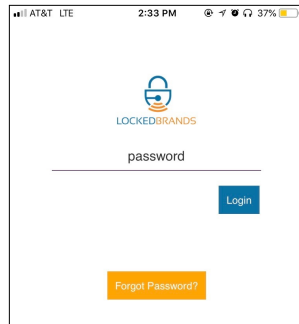 AT&T LTE 2:33 PM 37%
LOCKEDBRANDS
password
Login
Forgot Password?